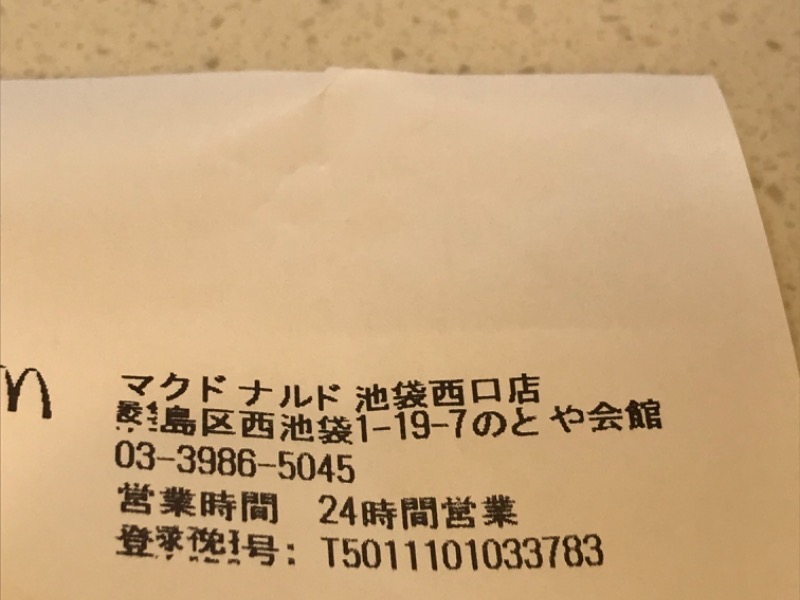 マクドナルド 池袋西口店
島区西池袋1-19-7のとや会館
03-3986-5045
営業時間 24時間営業
号: T5011101033783